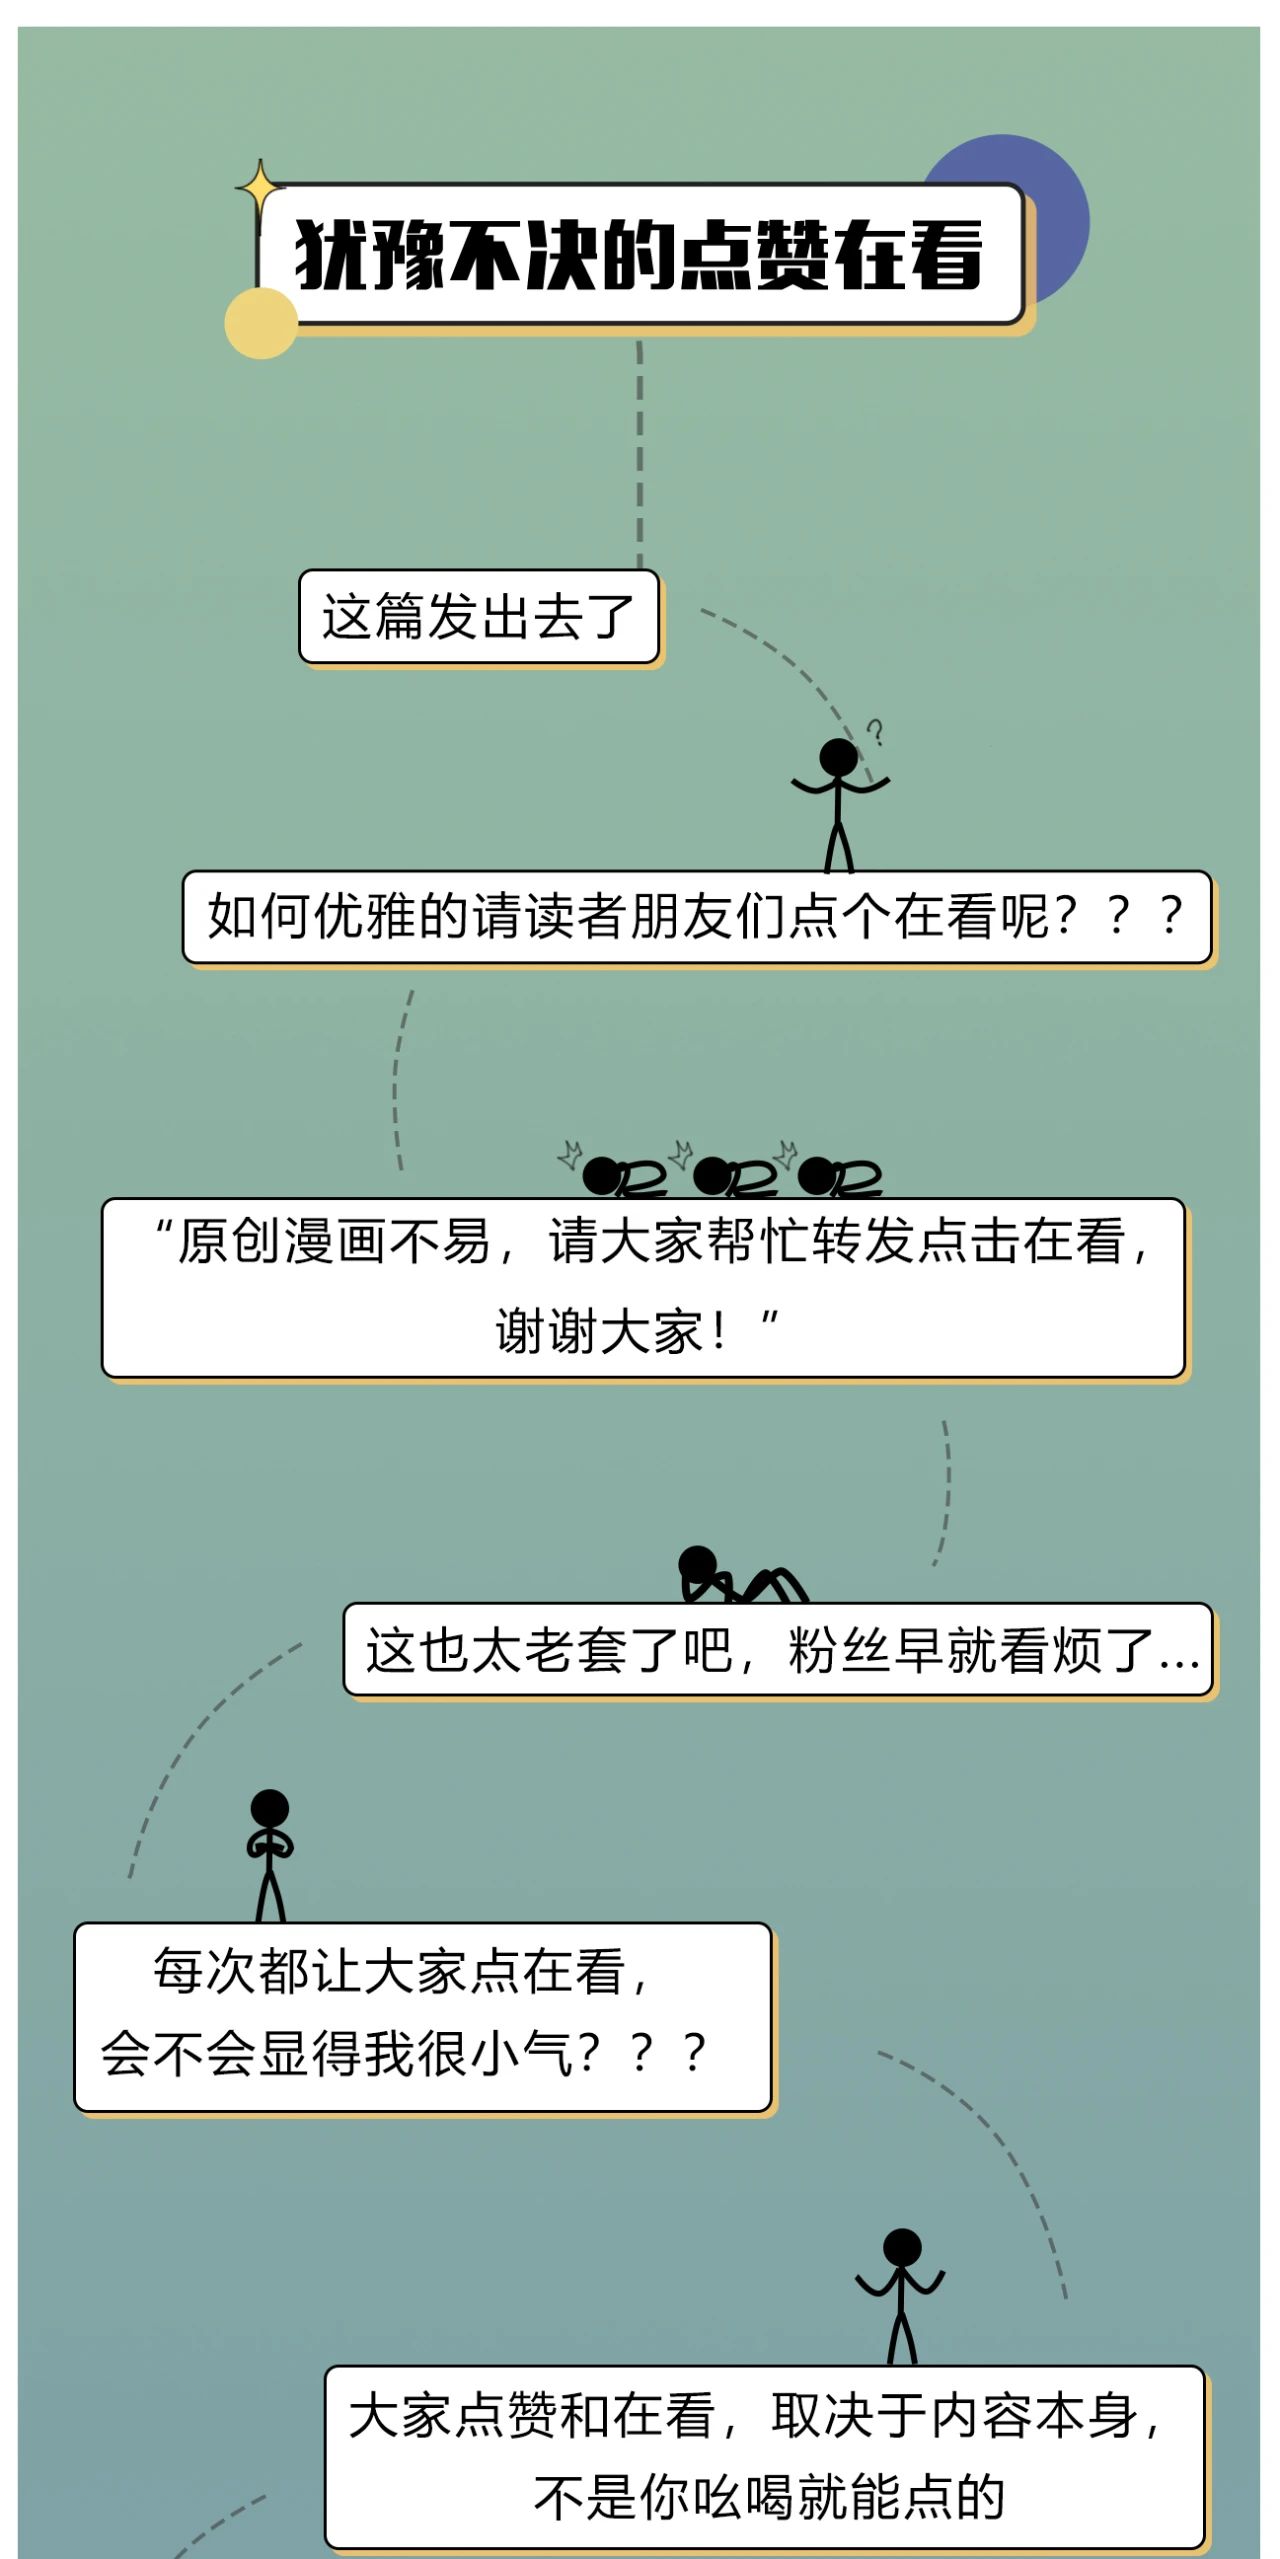 犹豫不决的点赞在看
这篇发出去了
?
如何优雅的请读者朋友们点个在看呢？？？
“原创漫画不易，请大家帮忙转发点击在看，
谢谢大家！”
这也太老套了吧，粉丝早就看烦了...
每次都让大家点在看，
会不会显得我很小气？？？
大家点赞和在看，取决于内容本身，
不是你吆喝就能点的